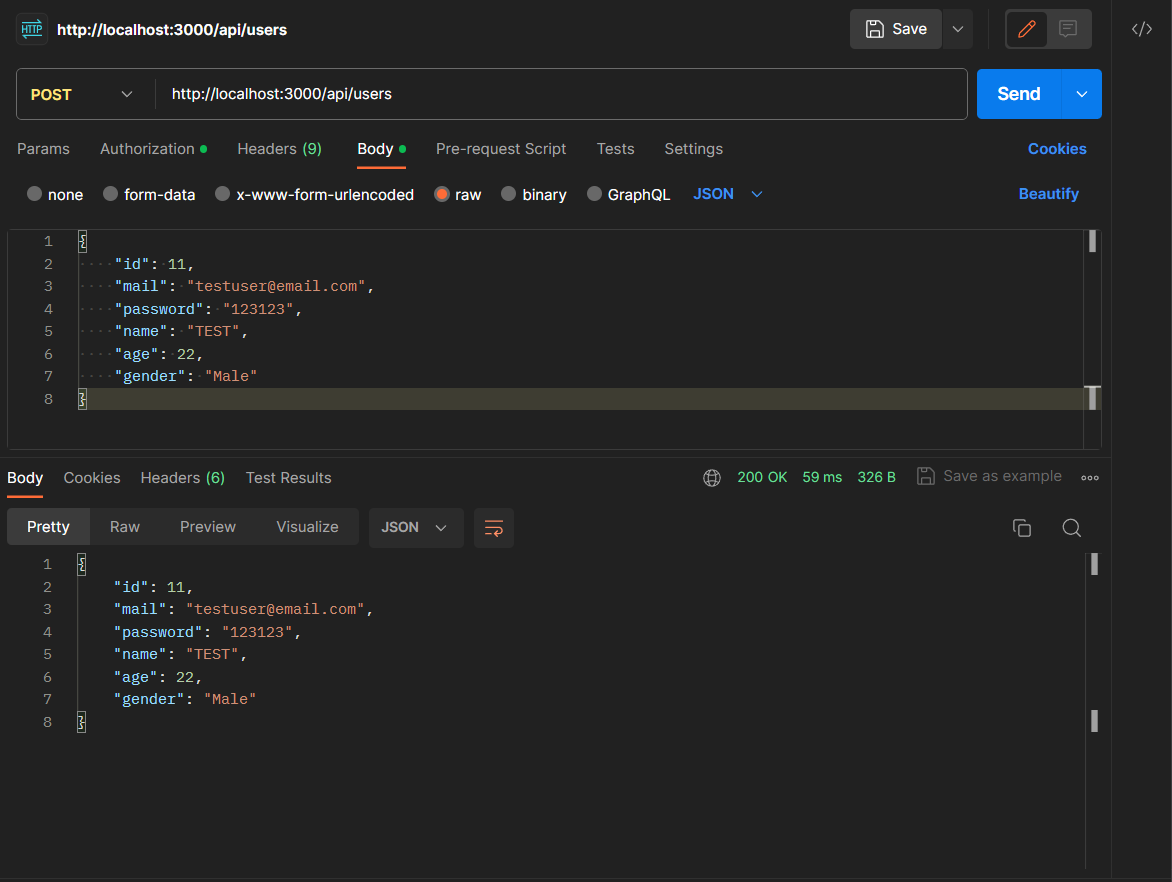 HTTP http://localhost:3000/api/users Save </>
POST http://localhost:3000/api/users Send
Params Authorization Headers (9) Body Pre-request Script Tests Settings Cookies
none form-data x-www-form-urlencoded raw binary GraphQL JSON Beautify
1 {
2 "id": 11,
3 "mail": "testuser@email.com",
4 "password": "123123",
5 "name": "TEST",
6 "age": 22,
7 "gender": "Male"
8 }
Body Cookies Headers (6) Test Results 200 OK 59 ms 326 B Save as example
Pretty Raw Preview Visualize JSON
1 {
2 "id": 11,
3 "mail": "testuser@email.com",
4 "password": "123123",
5 "name": "TEST",
6 "age": 22,
7 "gender": "Male"
8 }